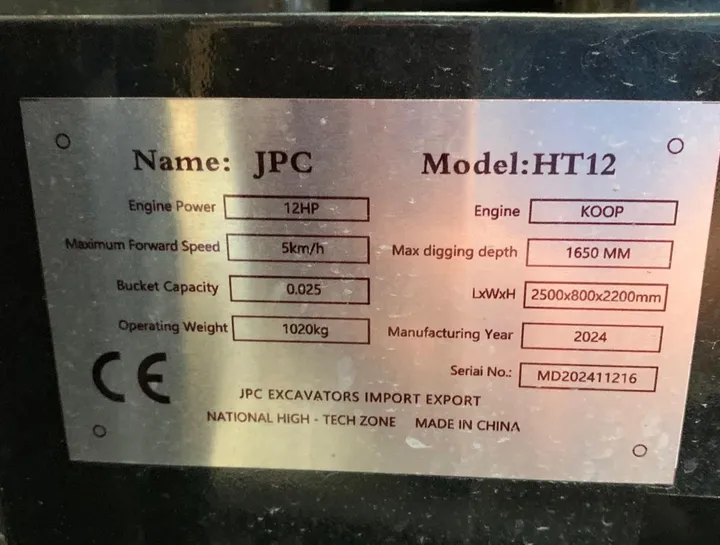 Name: JPC Model:HT12
Engine Power 12HP Engine KOOP
Maximum Forward Speed 5km/h Max digging depth 1650 MM
Bucket Capacity 0.025 LxWxH 2500x800x2200mm
Operating Weight 1020kg Manufacturing Year 2024
CE Seriai No.: MD202411216
JPC EXCAVATORS IMPORT EXPORT
NATIONAL HIGH - TECH ZONE MADE IN CHINA